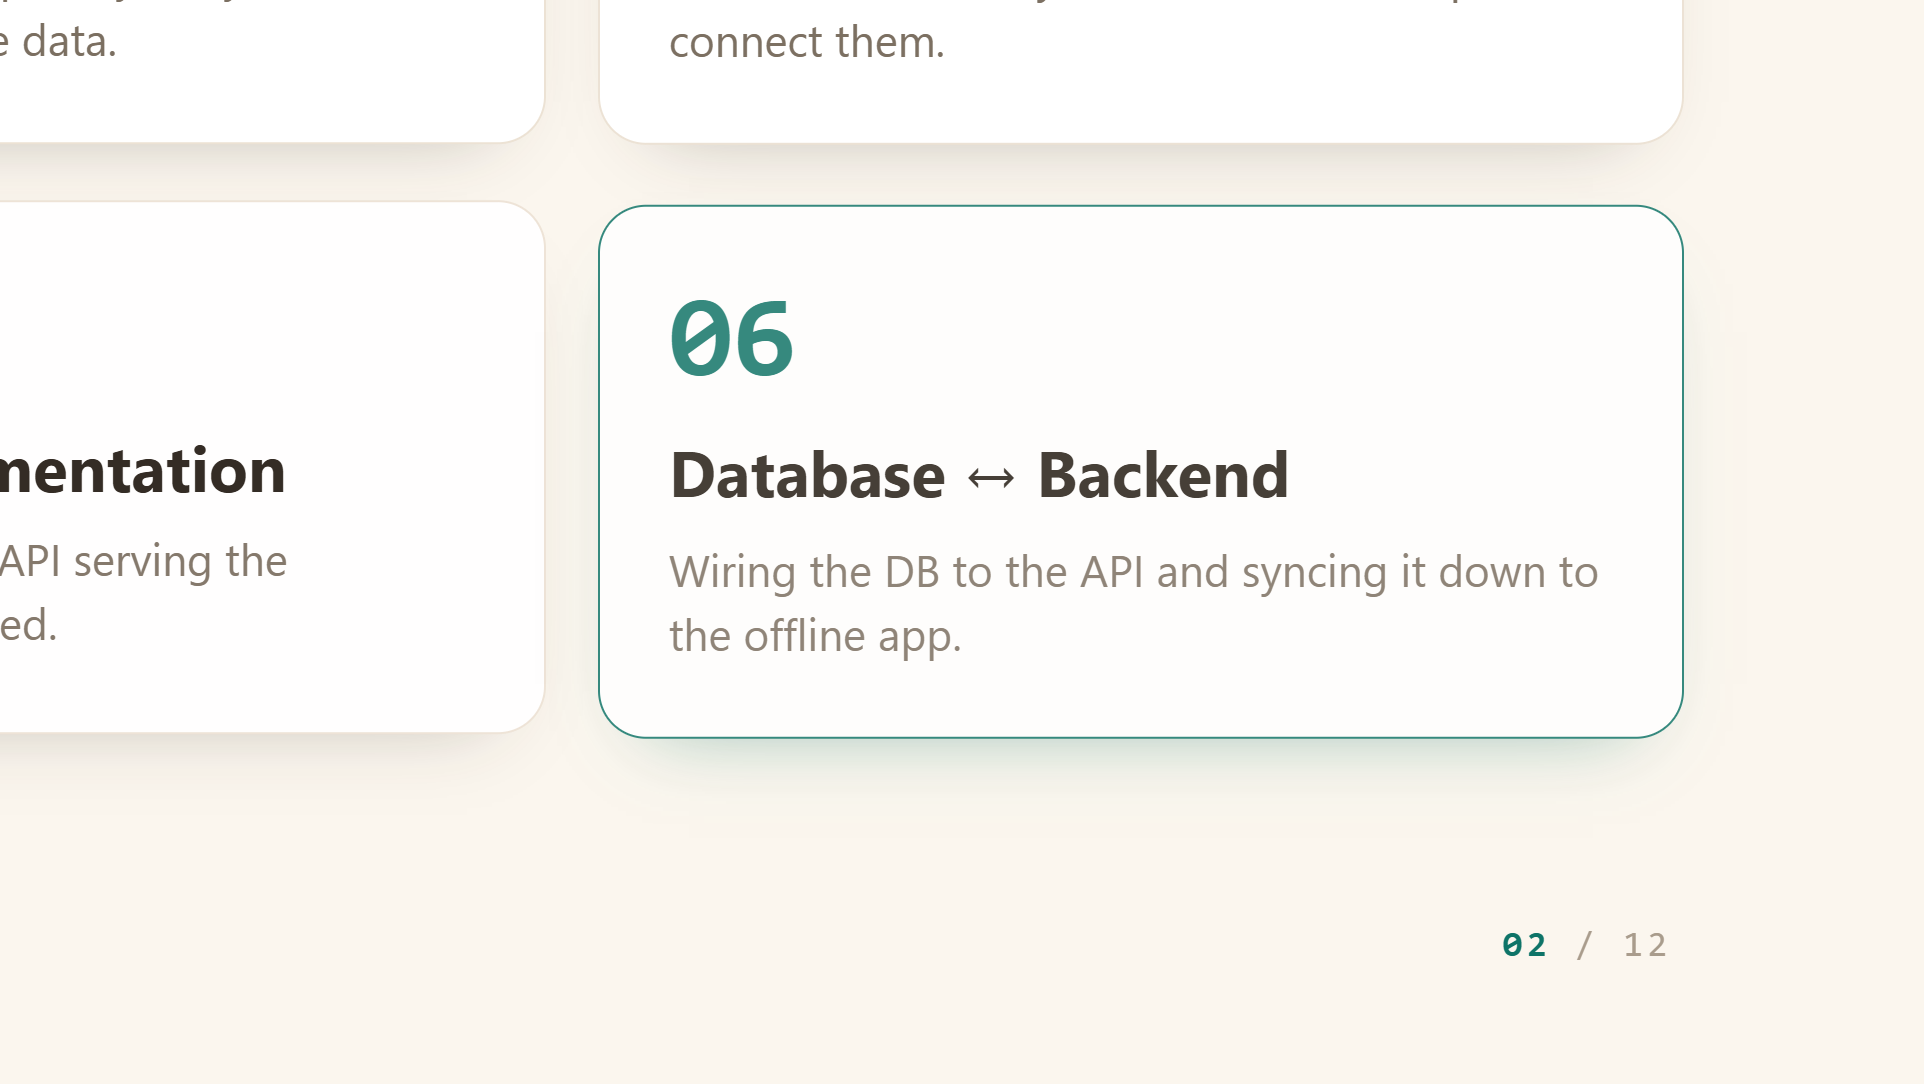 e data.
connect them.
mentation
API serving the
ed.
06
Database ↔ Backend
Wiring the DB to the API and syncing it down to
the offline app.
02 / 12